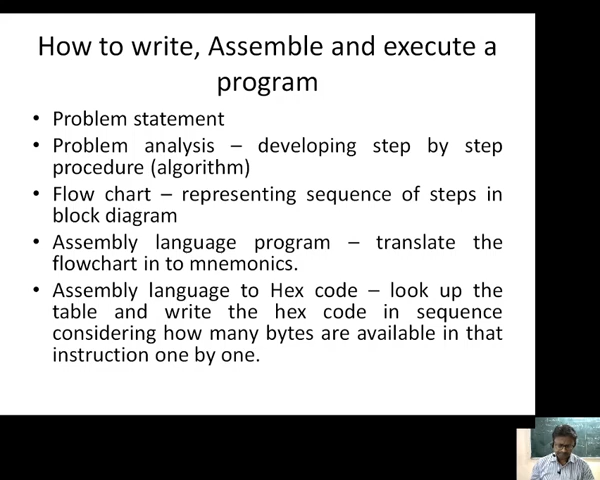 How to write, Assemble and execute a
program
• Problem statement
• Problem analysis – developing step by step
procedure (algorithm)
• Flow chart – representing sequence of steps in
block diagram
• Assembly language program – translate the
flowchart in to mnemonics.
• Assembly language to Hex code – look up the
table and write the hex code in sequence
considering how many bytes are available in that
instruction one by one.